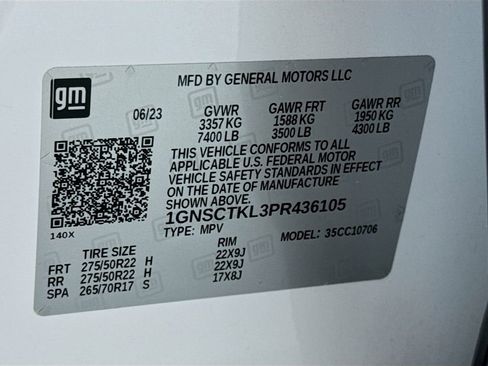 gm
MFD BY GENERAL MOTORS LLC
06/23 GVWR GAWR FRT GAWR RR
3357 KG 1588 KG 1950 KG
7400 LB 3500 LB 4300 LB
THIS VEHICLE CONFORMS TO ALL
APPLICABLE U.S. FEDERAL MOTOR
VEHICLE SAFETY STANDARDS IN EFFECT
ON THE DATE OF MANUFACTURE
SHOWN ABOVE.
1GNSCTKL3PR436105
140X
TYPE: MPV MODEL: 35CC10706
TIRE SIZE RIM
FRT 275/50R22 H 22X9J
RR 275/50R22 H 22X9J
SPA 265/70R17 S 17X8J